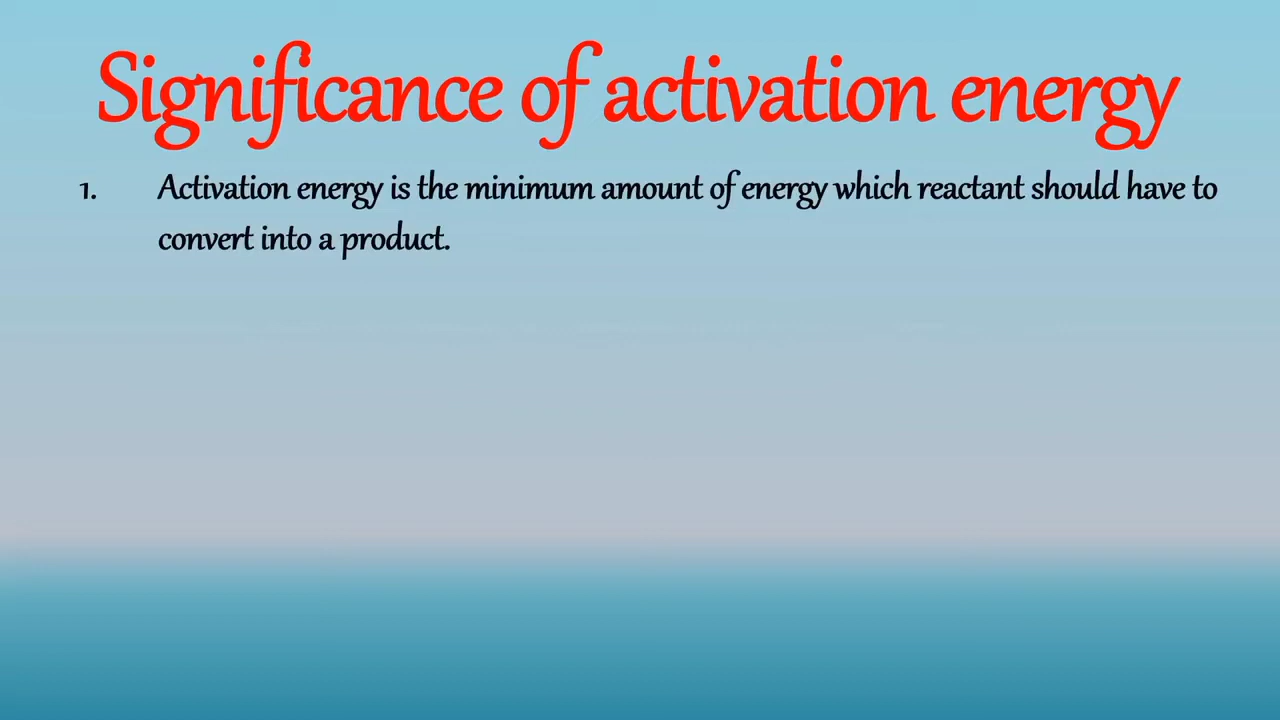 Significance of activation energy
1. Activation energy is the minimum amount of energy which reactant should have to
convert into a product.